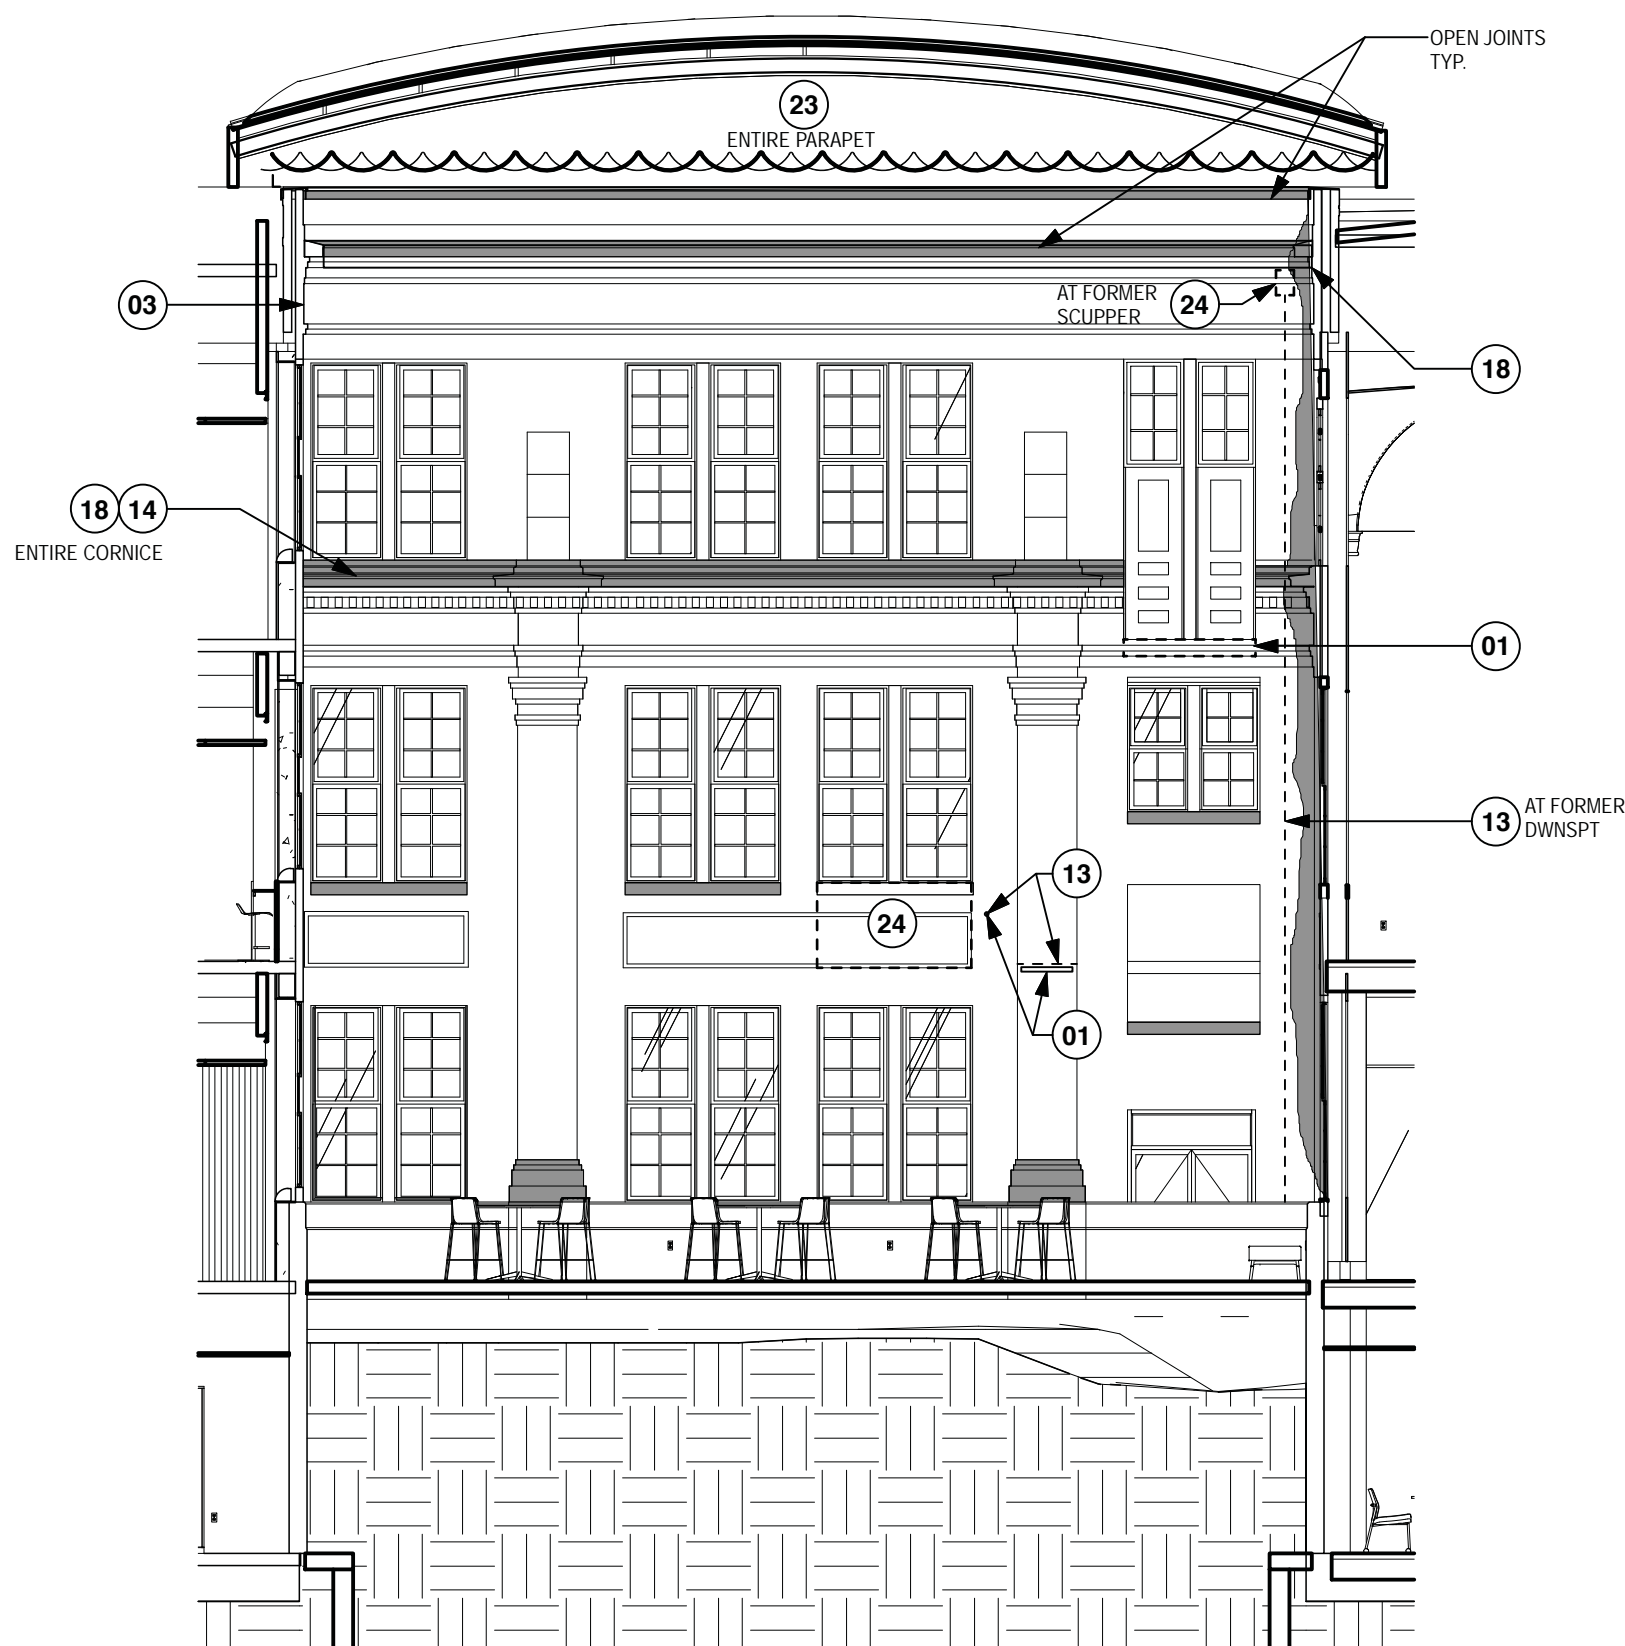 OPEN JOINTS
TYP.
23
ENTIRE PARAPET
03
AT FORMER
SCUPPER
24
18
18 14
ENTIRE CORNICE
01
13
AT FORMER
DWNSPT
13
24
01